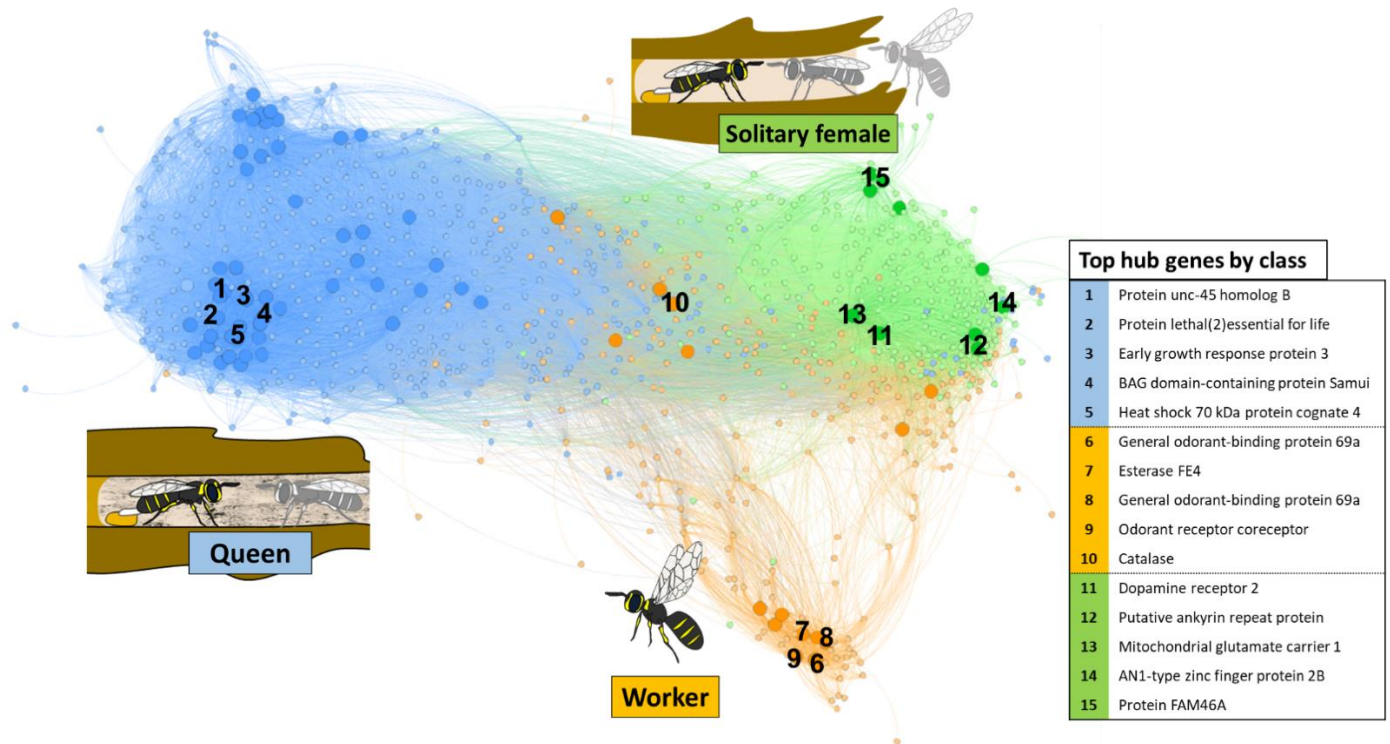 Solitary female
15
1
3
2
4
5
10
13
11
14
12
Queen
7
8
9
6
Worker
Top hub genes by class
1 Protein unc-45 homolog B
2 Protein lethal(2)essential for life
3 Early growth response protein 3
4 BAG domain-containing protein Samui
5 Heat shock 70 kDa protein cognate 4
6 General odorant-binding protein 69a
7 Esterase FE4
8 General odorant-binding protein 69a
9 Odorant receptor coreceptor
10 Catalase
11 Dopamine receptor 2
12 Putative ankyrin repeat protein
13 Mitochondrial glutamate carrier 1
14 AN1-type zinc finger protein 2B
15 Protein FAM46A